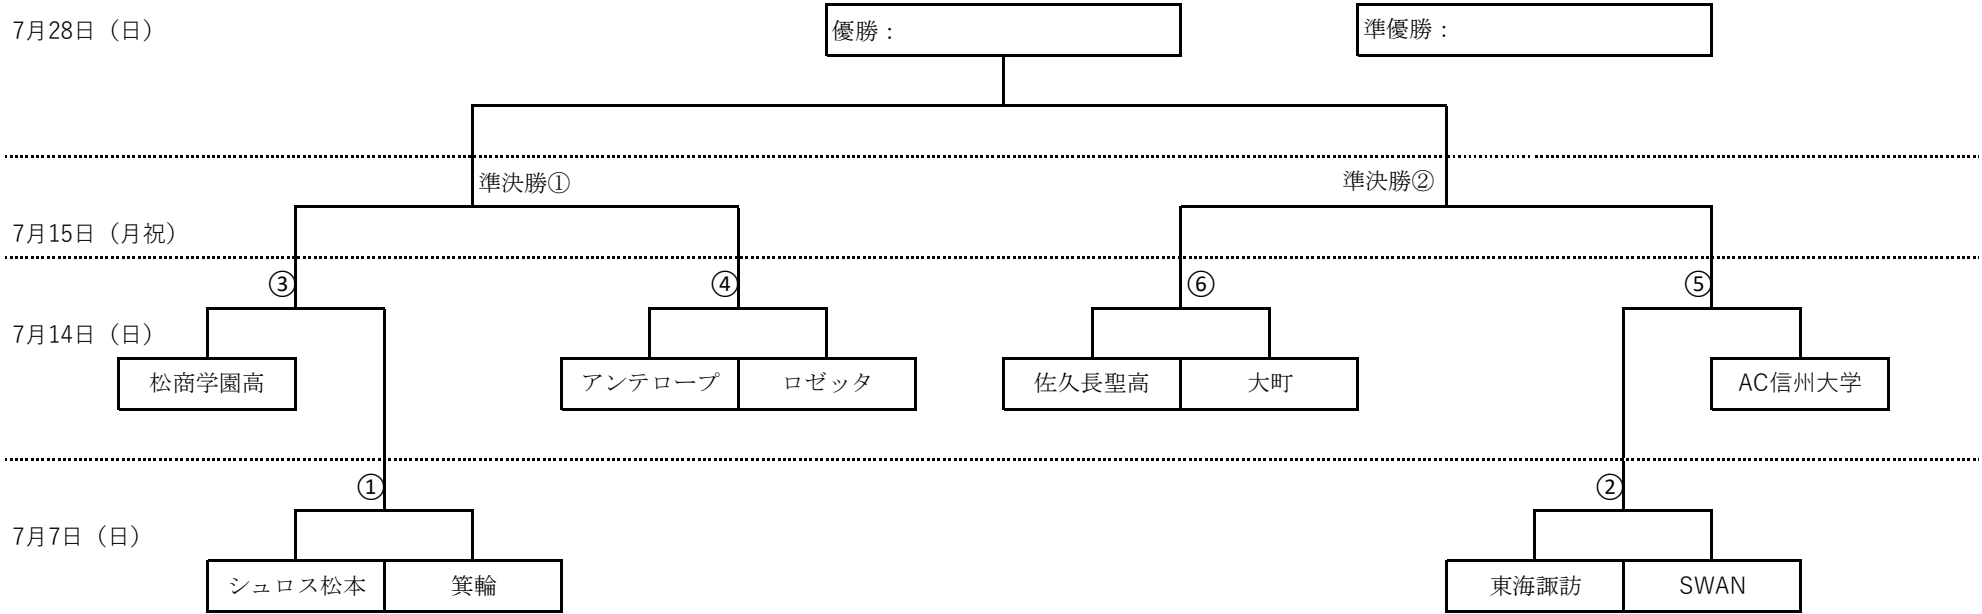 7月28日（日）
優勝：
準優勝：
準決勝①
準決勝②
7月15日（月祝）
③
④
⑥
⑤
7月14日（日）
松商学園高
アンテロープ
ロゼッタ
佐久長聖高
大町
AC信州大学
①
②
7月7日（日）
シュロス松本
箕輪
東海諏訪
SWAN